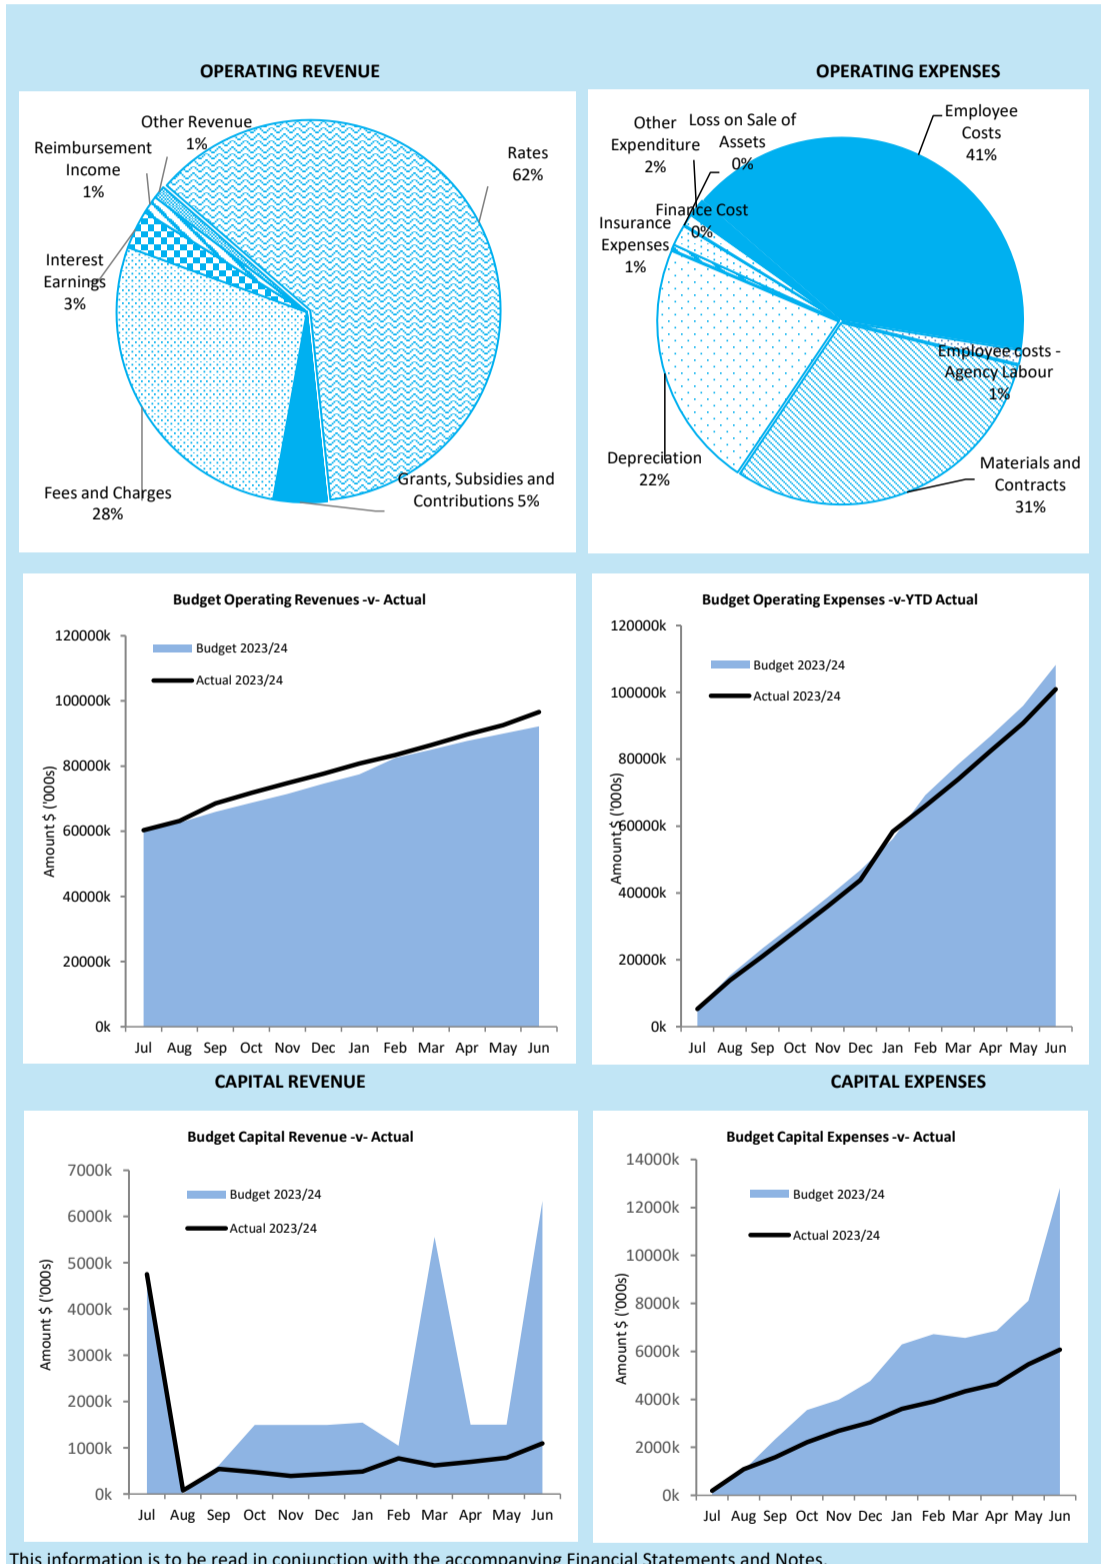 OPERATING REVENUE
Other Revenue
1%
Reimbursement
Income
1%
Rates
62%
Interest
Earnings
3%
Fees and Charges
28%
Grants, Subsidies and
Contributions 5%
OPERATING EXPENSES
Other
Expenditure
2%
Loss on Sale of
Assets
0%
Employee
Costs
41%
Finance Cost
0%
Insurance
Expenses
1%
Employee costs -
Agency Labour
1%
Depreciation
22%
Materials and
Contracts
31%
Budget Operating Revenues -v- Actual
Budget 2023/24
Actual 2023/24
Amount $ ('000s)
120000k
100000k
80000k
60000k
40000k
20000k
0k
Jul Aug Sep Oct Nov Dec Jan Feb Mar Apr May Jun
Budget Operating Expenses -v-YTD Actual
Budget 2023/24
Actual 2023/24
Amount $ ('000s)
120000k
100000k
80000k
60000k
40000k
20000k
0k
Jul Aug Sep Oct Nov Dec Jan Feb Mar Apr May Jun
CAPITAL REVENUE
Budget Capital Revenue -v- Actual
Budget 2023/24
Actual 2023/24
Amount $ ('000s)
7000k
6000k
5000k
4000k
3000k
2000k
1000k
0k
Jul Aug Sep Oct Nov Dec Jan Feb Mar Apr May Jun
CAPITAL EXPENSES
Budget Capital Expenses -v- Actual
Budget 2023/24
Actual 2023/24
Amount $ ('000s)
14000k
12000k
10000k
8000k
6000k
4000k
2000k
0k
Jul Aug Sep Oct Nov Dec Jan Feb Mar Apr May Jun
This information is to be read in conjunction with the accompanying Financial Statements and Notes.